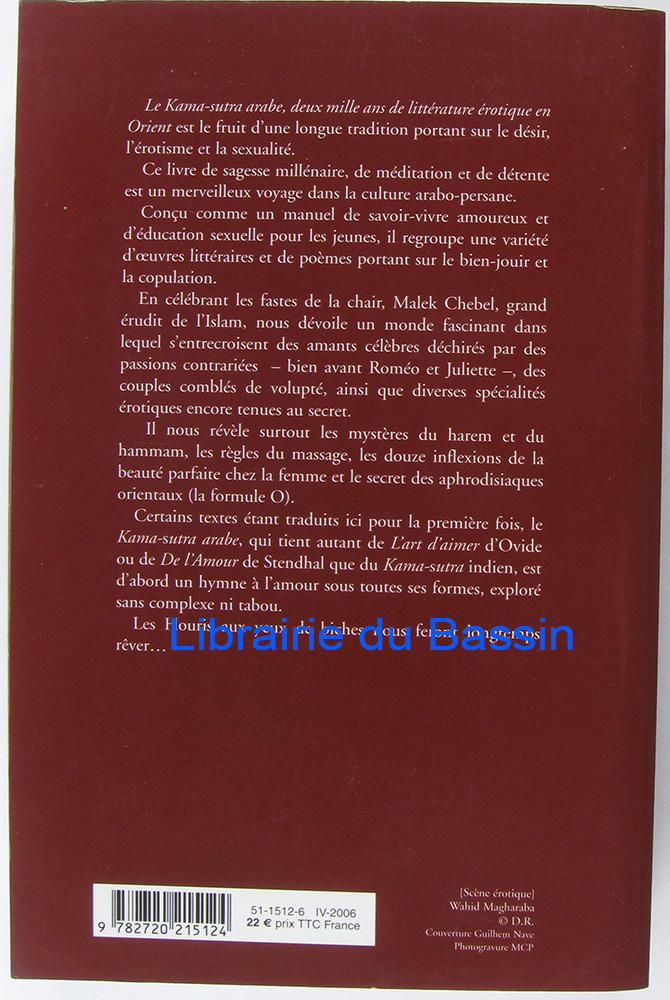 Le Kama-sutra arabe, deux mille ans de littérature érotique en
Orient est le fruit d'une longue tradition portant sur le désir,
l'érotisme et la sexualité.
Ce livre de sagesse millénaire, de méditation et de détente
est un merveilleux voyage dans la culture arabo-persane.
Conçu comme un manuel de savoir-vivre amoureux et
d'éducation sexuelle pour les jeunes, il regroupe une variété
d'œuvres littéraires et de poèmes portant sur le bien-jouir et
la copulation.
En célébrant les fastes de la chair, Malek Chebel, grand
érudit de l'Islam, nous dévoile un monde fascinant dans
lequel s'entrecroisent des amants célèbres déchirés par des
passions contrariées – bien avant Roméo et Juliette –, des
couples comblés de volupté, ainsi que diverses spécialités
érotiques encore tenues au secret.
Il nous révèle surtout les mystères du harem et du
hammam, les règles du massage, les douze inflexions de la
beauté parfaite chez la femme et le secret des aphrodisiaques
orientaux (la formule O).
Certains textes étant traduits ici pour la première fois, le
Kama-sutra arabe, qui tient autant de L'art d'aimer d'Ovide
ou de De l'Amour de Stendhal que du Kama-sutra indien, est
d'abord un hymne à l'amour sous toutes ses formes, exploré
sans complexe ni tabou.
Les Houris aux yeux de biches nous feront longtemps
rêver…
Librairie du Bassin
51-1512-6 IV-2006
22 € prix TTC France
9 782720 215124
[Scène érotique]
Wahid Magharaba
© D.R.
Couverture Guilhem Nave
Photogravure MCP